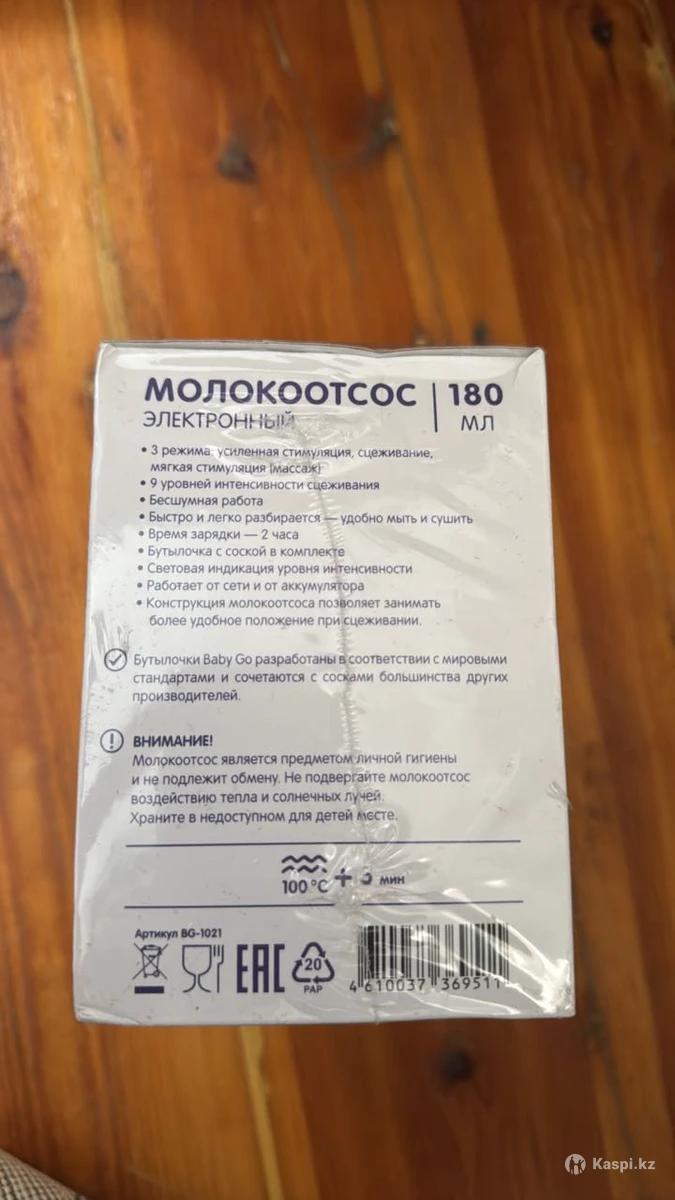 МОЛОКООТСОС
ЭЛЕКТРОННЫЙ
180
МЛ
• 3 режима: усиленная стимуляция, сцеживание,
мягкая стимуляция (массаж)
• 9 уровней интенсивности сцеживания
• Бесшумная работа
• Быстро и легко разбирается — удобно мыть и сушить
• Время зарядки — 2 часа
• Бутылочка с соской в комплекте
• Световая индикация уровня интенсивности
• Работает от сети и от аккумулятора
• Конструкция молокоотсоса позволяет занимать
более удобное положение при сцеживании.
Бутылочки Baby Go разработаны в соответствии с мировыми
стандартами и сочетаются с сосками большинства других
производителей.
ВНИМАНИЕ!
Молокоотсос является предметом личной гигиены
и не подлежит обмену. Не подвергайте молокоотсос
воздействию тепла и солнечных лучей.
Храните в недоступном для детей месте.
100 °C + мин
Артикул BG-1021
EAC
20
PAP
4 610037 369511
Kaspi.kz